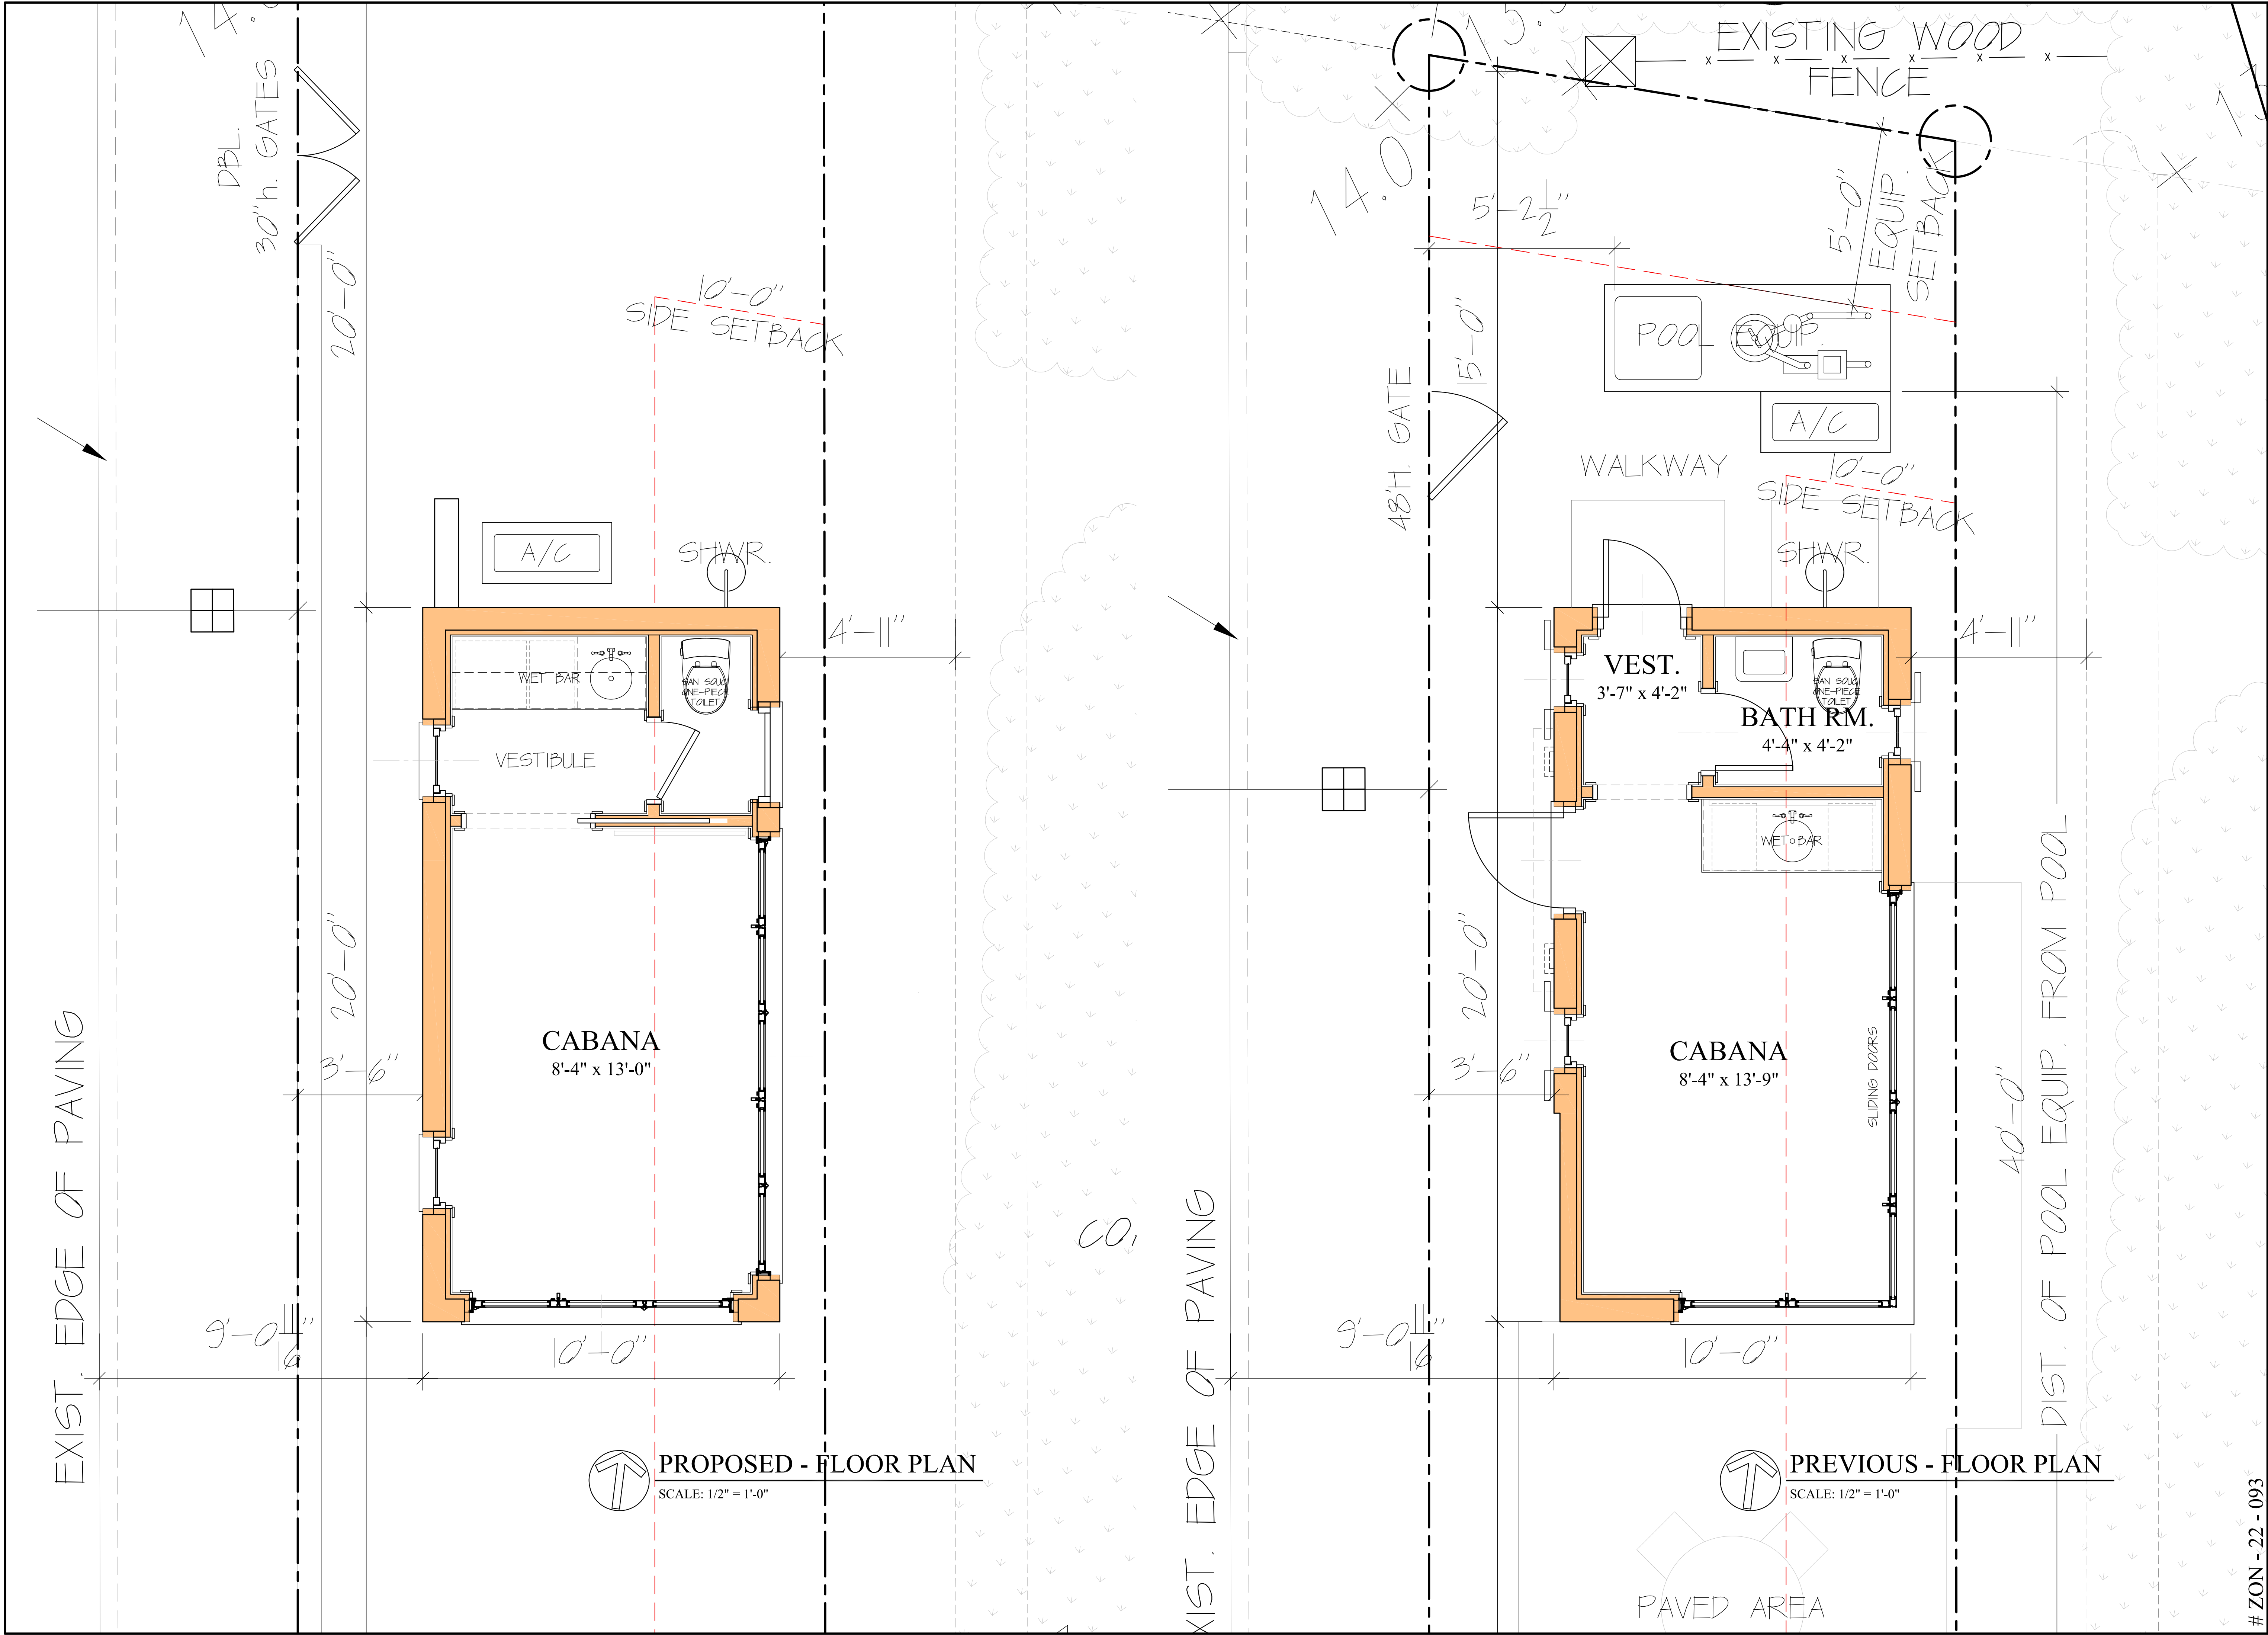 14.0
DBL.
30"h. GATES
20'-0"
10'-0"
SIDE SETBACK
A/C
SHWR.
4'-11"
WET BAR
SAN SOUCI
ONE-PIECE
TOILET
VESTIBULE
20'-0"
3'-6"
CABANA
8'-4" x 13'-0"
EXIST. EDGE OF PAVING
9'-0 11/16"
10'-0"
PROPOSED - FLOOR PLAN
SCALE: 1/2" = 1'-0"
CO
EXISTING WOOD
FENCE
x x x x x x
14.0
5'-2 1/2"
5'-0"
EQUIP.
SETBACK
15'-0"
POOL EQUIP.
A/C
48"H. GATE
WALKWAY
10'-0"
SIDE SETBACK
SHWR.
4'-11"
VEST.
3'-7" x 4'-2"
SAN SOUCI
ONE-PIECE
TOILET
BATH RM.
4'-4" x 4'-2"
WET BAR
20'-0"
3'-6"
CABANA
8'-4" x 13'-9"
SLIDING DOORS
40'-0"
DIST. OF POOL EQUIP. FROM POOL
XIST. EDGE OF PAVING
9'-0 11/16"
10'-0"
PREVIOUS - FLOOR PLAN
SCALE: 1/2" = 1'-0"
PAVED AREA
# ZON - 22 - 093